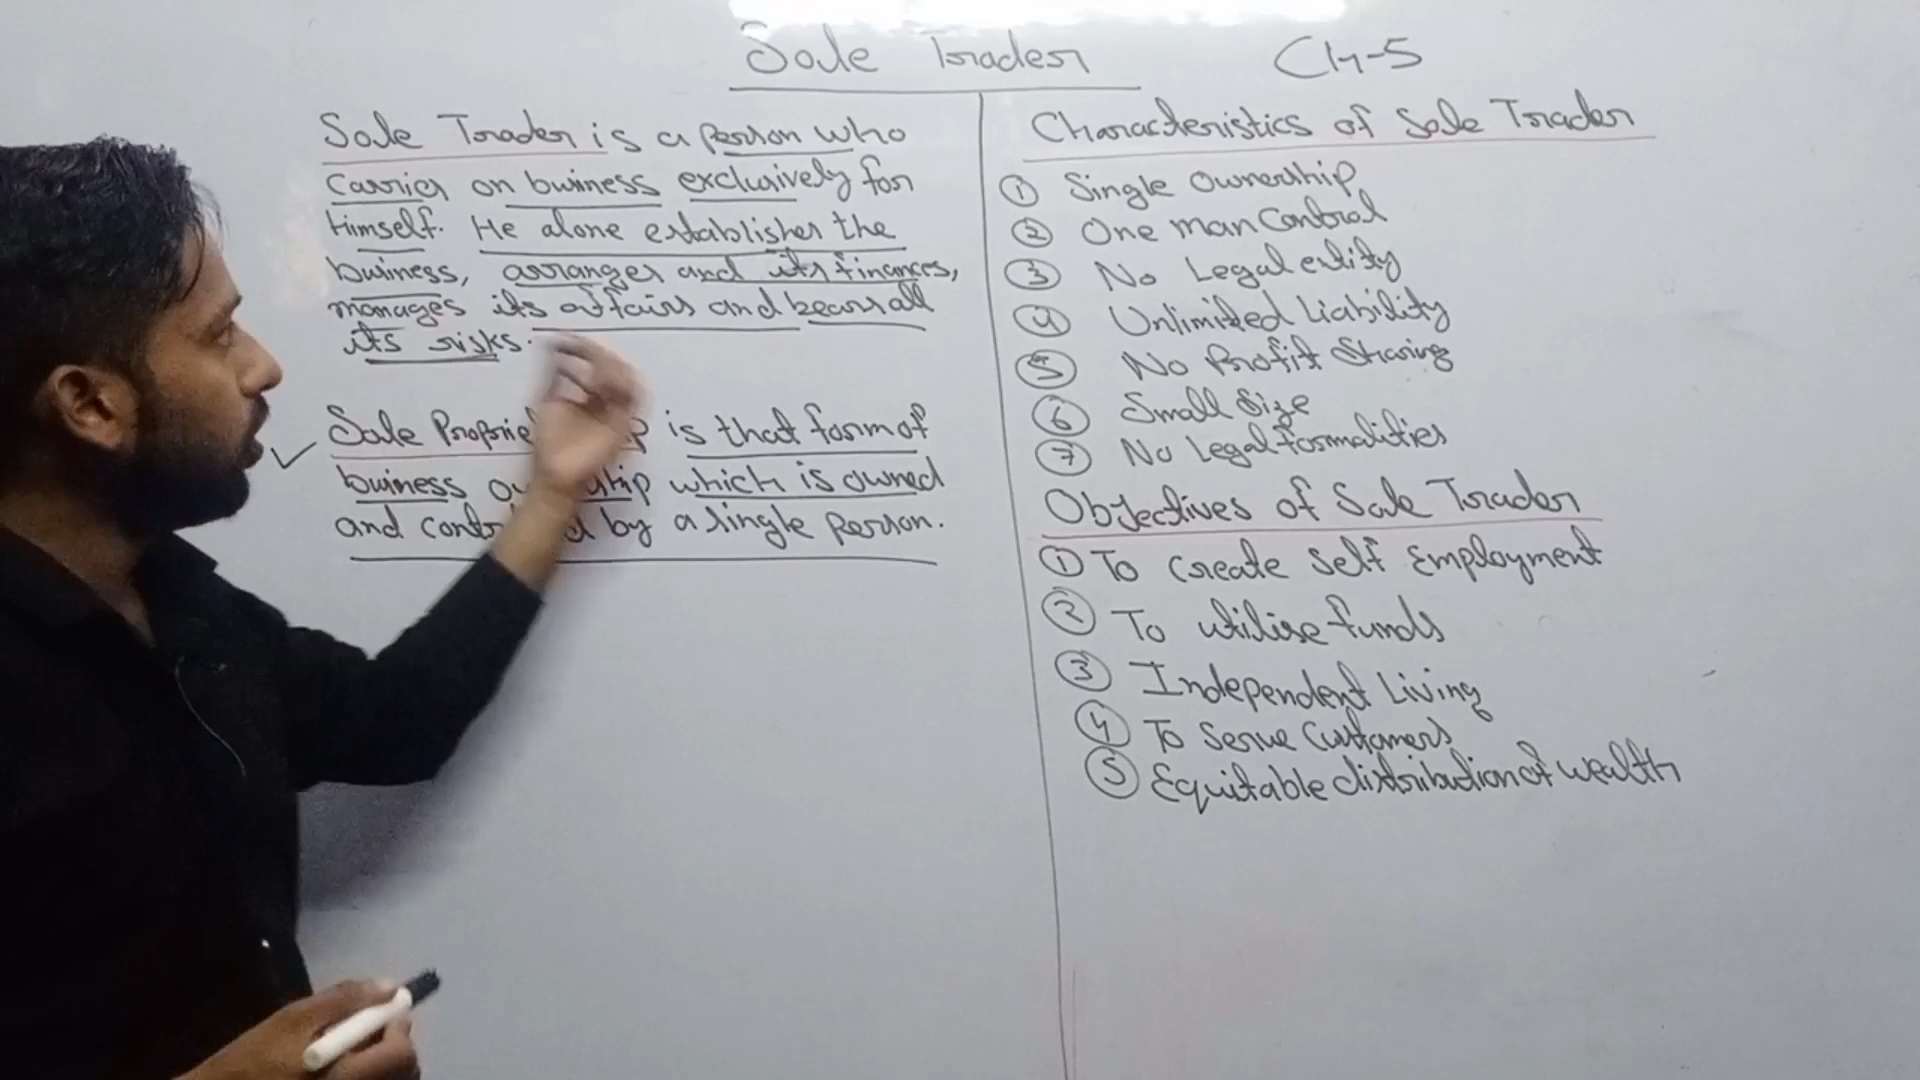 Sole Trader
Ch-5
Sole Trader is a person who
Carries on business exclusively for
himself. He alone establishes the
business, arranges and its finances,
manages its affairs and bears all
its risks.
Sole is that form of
business which is owned
and by a single person.
Characteristics of Sole Trader
① Single Ownership
② One man Control
③ No Legal entity
④ Unlimited Liability
⑤ No Profit Sharing
⑥ Small Size
⑦ No Legal formalities
Objectives of Sole Trader
① To create Self Employment
② To utilise funds
③ Independent Living
④ To Serve Customers
⑤ Equitable distribution of wealth